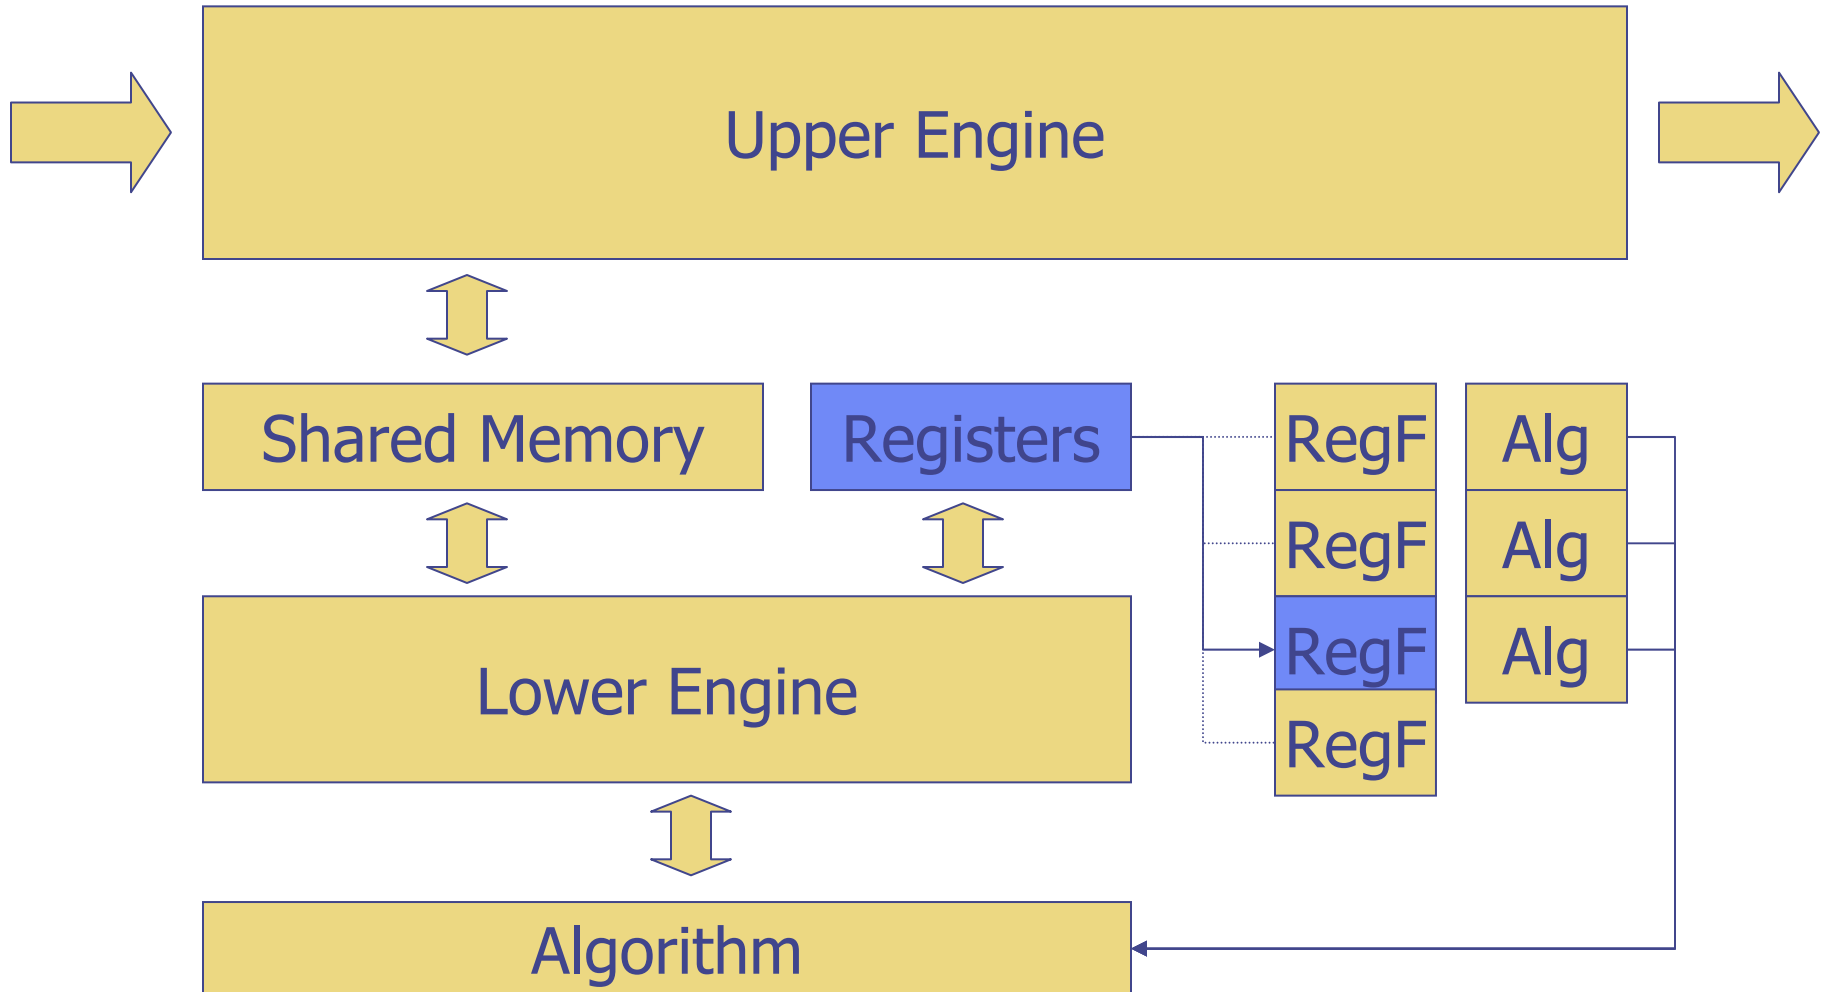 Upper Engine
Shared Memory
Registers
RegF
Alg
RegF
Alg
RegF
Alg
RegF
Lower Engine
Algorithm